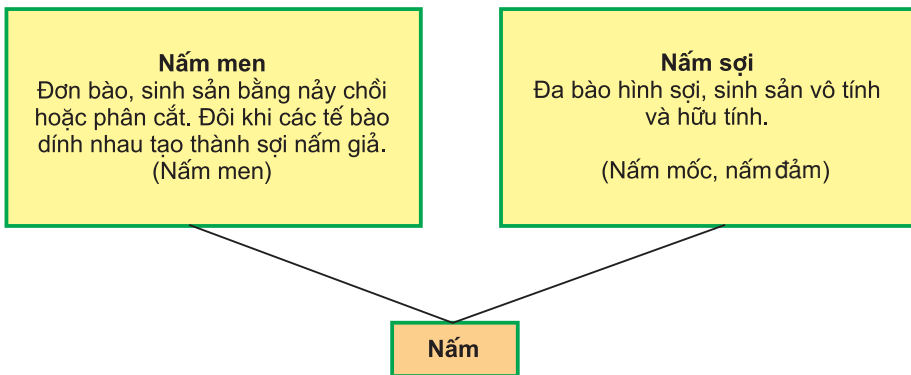 Nấm men
Đơn bào, sinh sản bằng nảy chồi
hoặc phân cắt. Đôi khi các tế bào
dính nhau tạo thành sợi nấm giả.
(Nấm men)
Nấm sợi
Đa bào hình sợi, sinh sản vô tính
và hữu tính.
(Nấm mốc, nấm đảm)
Nấm